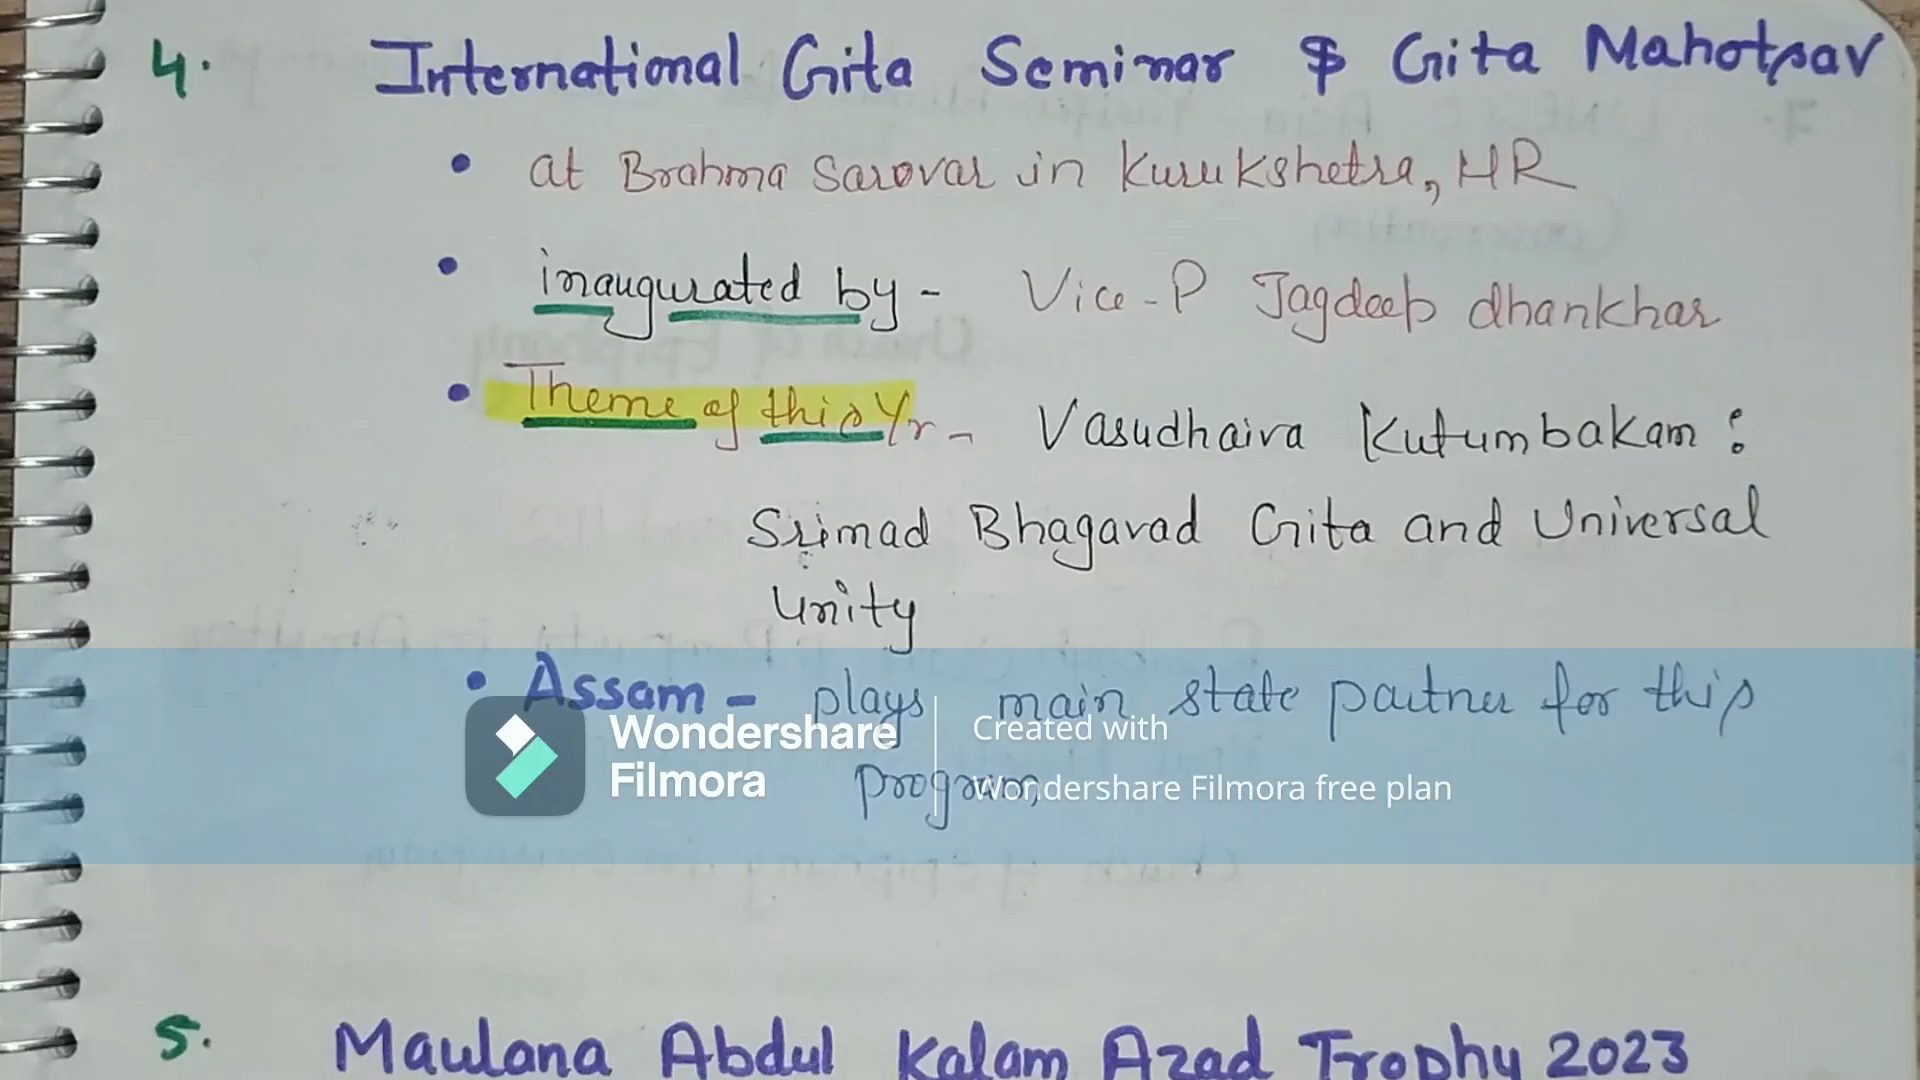 4. International Gita Seminar & Gita Mahotsav
• at Brahma Sarovar in Kurukshetra, HR
• inaugurated by - Vice-P Jagdeep dhankhar
• Theme of this Yr - Vasudhaiva Kutumbakam :
Srimad Bhagavad Gita and Universal
Unity
• Assam - plays main state partner for this
program
Wondershare
Filmora
Created with
Wondershare Filmora free plan
5. Maulana Abdul Kalam Azad Trophy 2023